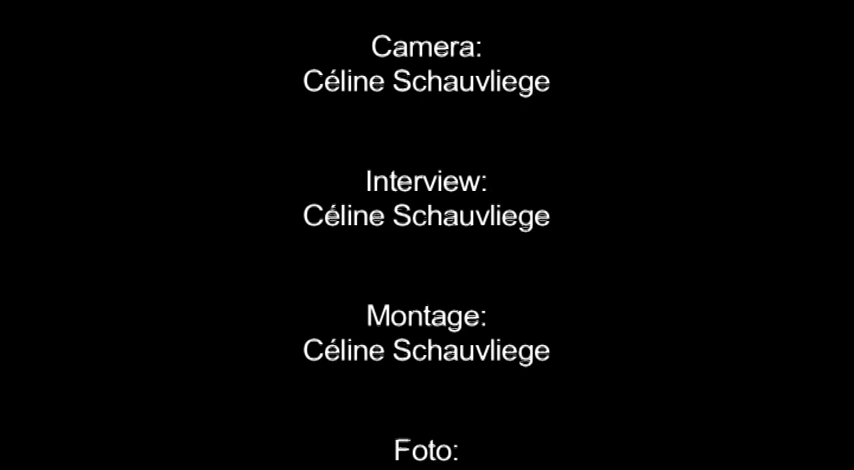 Camera:
Céline Schauvliege
Interview:
Céline Schauvliege
Montage:
Céline Schauvliege
Foto: